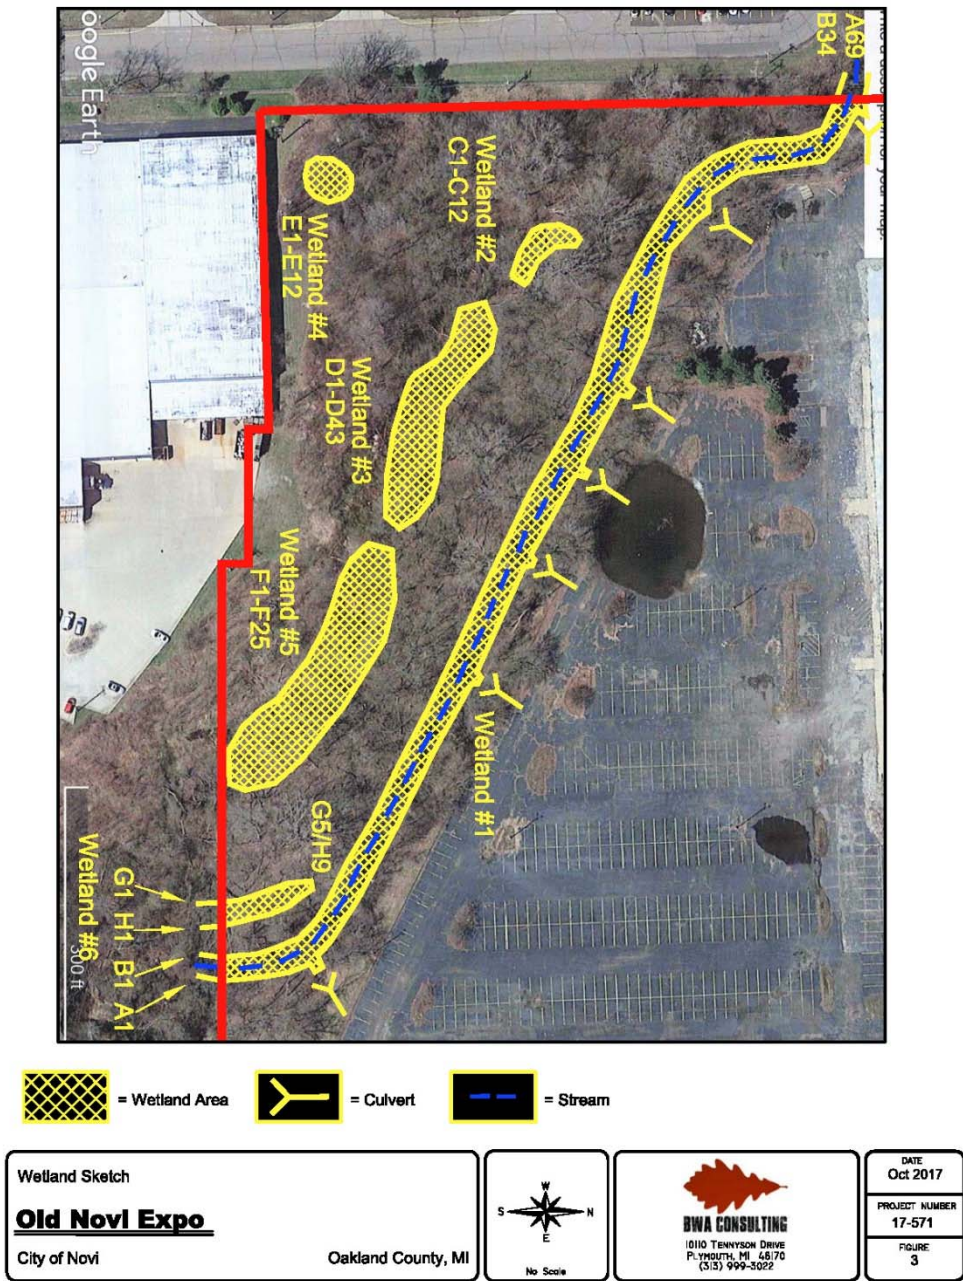 A69
B34
oogle Earth
Wetland #2
C1-C12
Wetland #4
E1-E12
Wetland #3
D1-D43
Wetland #5
F1-F25
Wetland #1
G5/H9
G1 H1 B1 A1
Wetland #6
300 ft
= Wetland Area
= Culvert
= Stream
Wetland Sketch
Old Novi Expo
City of Novi
Oakland County, MI
W
S
N
E
No Scale
BWA CONSULTING
10110 TENNYSON DRIVE
PLYMOUTH, MI 48170
(313) 999-3022
DATE
Oct 2017
PROJECT NUMBER
17-571
FIGURE
3